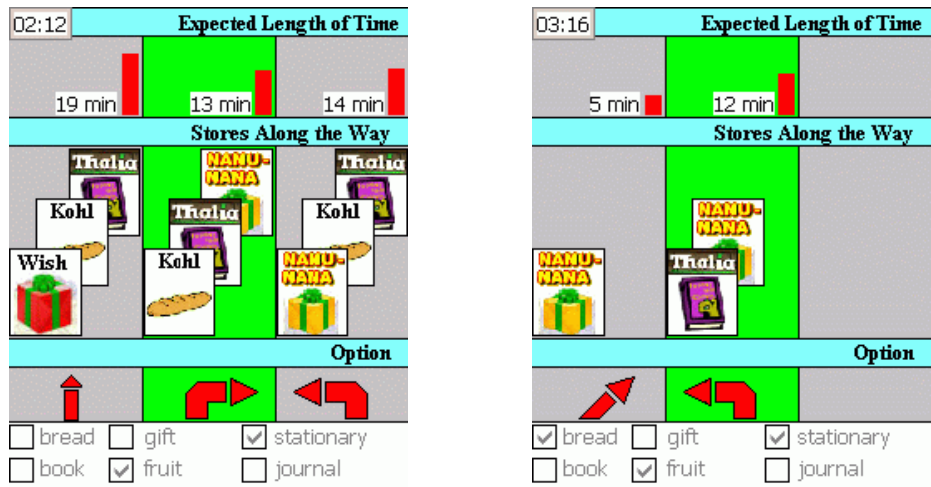 02:12
Expected Length of Time
19 min
13 min
14 min
Stores Along the Way
Thalia
Kohl
Wish
NANU-
NANA
Thalia
Kohl
Thalia
Kohl
NANU-
NANA
Option
bread
gift
stationary
book
fruit
journal
03:16
Expected Length of Time
5 min
12 min
Stores Along the Way
NANU-
NANA
NANU-
NANA
Thalia
Option
bread
gift
stationary
book
fruit
journal